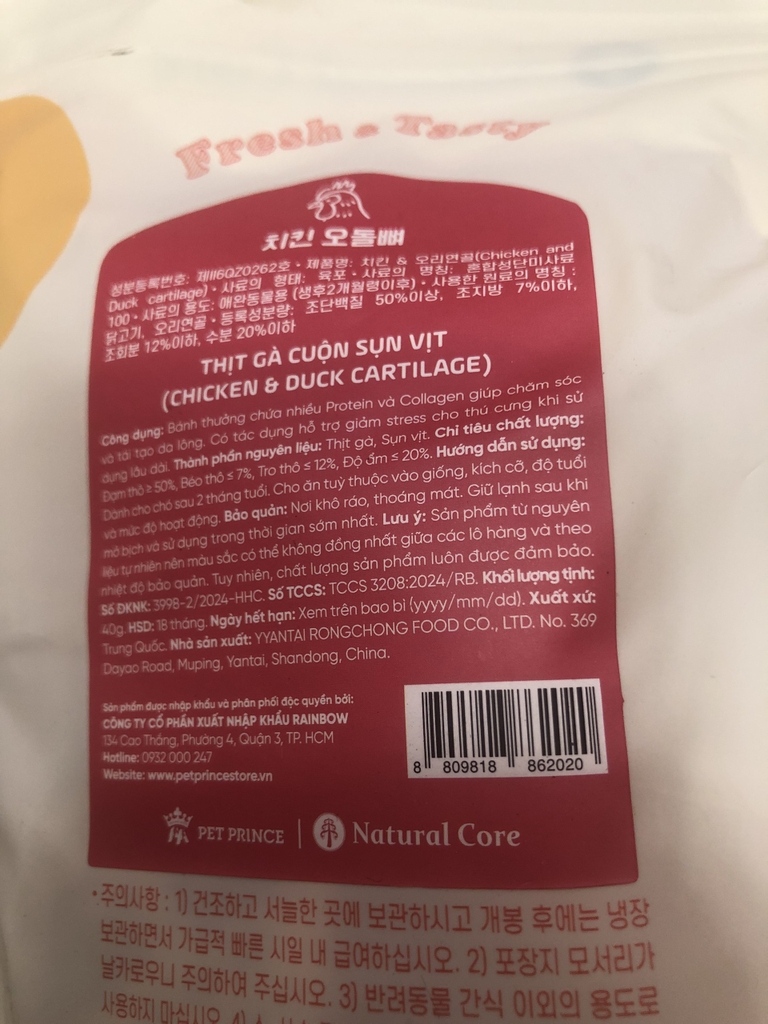 Fresh & Tasty
치킨 오돌뼈
성분등록번호: 제II6QZ0262호 • 제품명: 치킨 & 오리연골(Chicken and
Duck cartilage) • 사료의 형태: 육포 • 사료의 명칭: 혼합성단미사료
100 • 사료의 용도: 애완동물용 (생후2개월령이후) • 사용한 원료의 명칭 :
닭고기, 오리연골 • 등록성분량: 조단백질 50%이상, 조지방 7%이하,
조회분 12%이하, 수분 20%이하
THỊT GÀ CUỘN SỤN VỊT
(CHICKEN & DUCK CARTILAGE)
Công dụng: Bánh thưởng chứa nhiều Protein và Collagen giúp chăm sóc
và tái tạo da lông. Có tác dụng hỗ trợ giảm stress cho thú cưng khi sử
dụng lâu dài. Thành phần nguyên liệu: Thịt gà, Sụn vịt. Chỉ tiêu chất lượng:
Đạm thô ≥ 50%, Béo thô ≤ 7%, Tro thô ≤ 12%, Độ ẩm ≤ 20%. Hướng dẫn sử dụng:
Dành cho chó sau 2 tháng tuổi. Cho ăn tuỳ thuộc vào giống, kích cỡ, độ tuổi
và mức độ hoạt động. Bảo quản: Nơi khô ráo, thoáng mát. Giữ lạnh sau khi
mở bịch và sử dụng trong thời gian sớm nhất. Lưu ý: Sản phẩm từ nguyên
liệu tự nhiên nên màu sắc có thể không đồng nhất giữa các lô hàng và theo
nhiệt độ bảo quản. Tuy nhiên, chất lượng sản phẩm luôn được đảm bảo.
Số ĐKNK: 3998-2/2024-HHC. Số TCCS: TCCS 3208:2024/RB. Khối lượng tịnh:
40g. HSD: 18 tháng. Ngày hết hạn: Xem trên bao bì (yyyy/mm/dd). Xuất xứ:
Trung Quốc. Nhà sản xuất: YYANTAI RONGCHONG FOOD CO., LTD. No. 369
Dayao Road, Muping, Yantai, Shandong, China.
Sản phẩm được nhập khẩu và phân phối độc quyền bởi:
CÔNG TY CỔ PHẦN XUẤT NHẬP KHẨU RAINBOW
134 Cao Thắng, Phường 4, Quận 3, TP. HCM
Hotline: 0932 000 247
Website: www.petprincestore.vn
8 809818 862020
PET PRINCE | Natural Core
• 주의사항 : 1) 건조하고 서늘한 곳에 보관하시고 개봉 후에는 냉장
보관하면서 가급적 빠른 시일 내 급여하십시오. 2) 포장지 모서리가
날카로우니 주의하여 주십시오. 3) 반려동물 간식 이외의 용도로
사용하지 마십시오. 4)